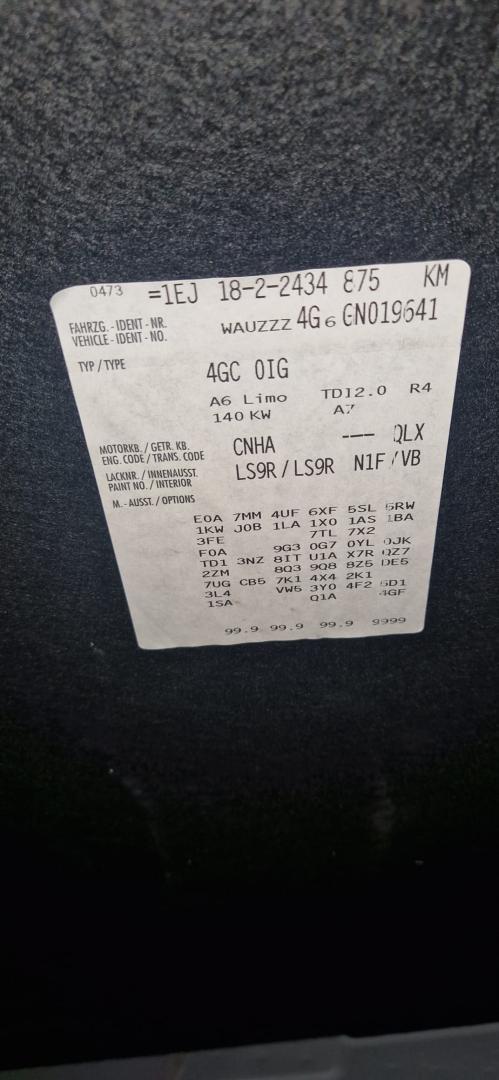 0473 =1EJ 18-2-2434 875 KM
FAHRZG.-IDENT-NR.
VEHICLE-IDENT-NO. WAUZZZ 4G6 GN019641
TYP/TYPE 4GC 0IG
A6 Limo TDI2.0 R4
140 KW A7
MOTORKB./GETR.KB.
ENG.CODE/TRANS.CODE CNHA --- QLX
LACKNR./INNENAUSST.
PAINT NO./INTERIOR LS9R/LS9R N1F/VB
M.-AUSST./OPTIONS
E0A 7MM 4UF 6XF 5SL 5RW
1KW J0B 1LA 1X0 1AS 1BA
3FE 7TL 7X2
F0A 9G3 0G7 0YL 0JK
TD1 3NZ 8IT U1A X7R QZ7
2ZM 8Q3 9Q8 8Z5 DE5
7UG CB5 7K1 4X4 2K1
3L4 VW5 3Y0 4F2 5D1
1SA Q1A 4GF
99.9 99.9 99.9 9999